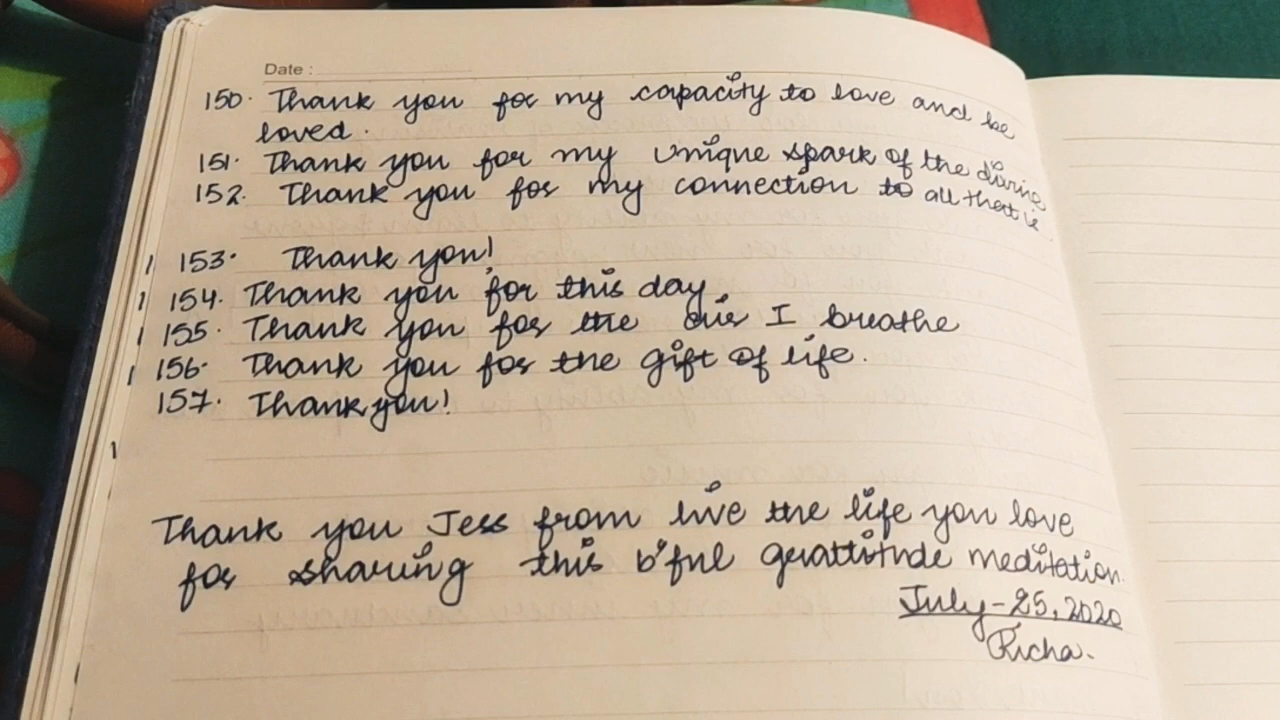 Date :
150. Thank you for my capacity to love and be
loved.
151. Thank you for my unique spark of the divine
152. Thank you for my connection to all that is.
153. Thank you!
154. Thank you for this day
155. Thank you for the air I breathe
156. Thank you for the gift of life.
157. Thank you!
Thank you Jess from live the life you love
for sharing this b'ful grattitude meditation.
July - 25, 2020
Richa.